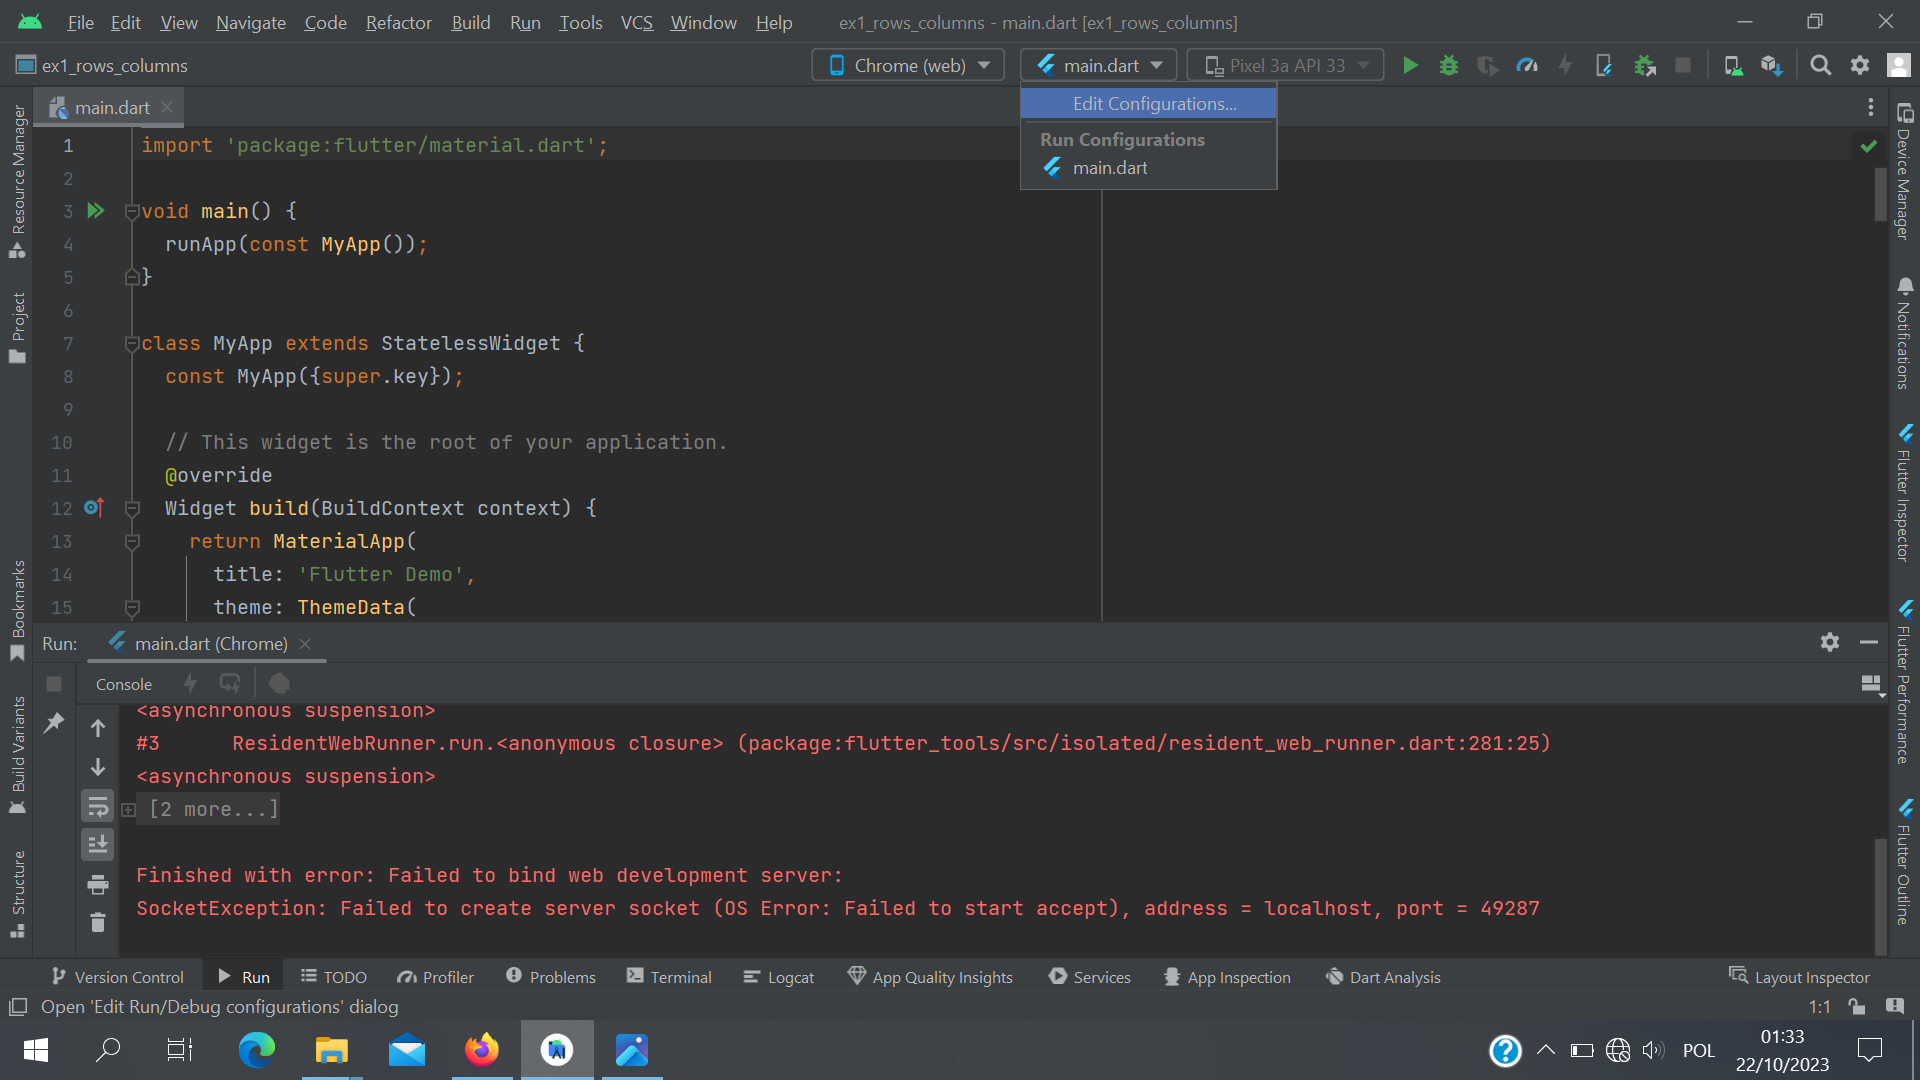 File Edit View Navigate Code Refactor Build Run Tools VCS Window Help ex1_rows_columns - main.dart [ex1_rows_columns]
ex1_rows_columns Chrome (web) main.dart Pixel 3a API 33
main.dart
Edit Configurations...
Run Configurations
main.dart
1 import 'package:flutter/material.dart';
2
3 void main() {
4 runApp(const MyApp());
5 }
6
7 class MyApp extends StatelessWidget {
8 const MyApp({super.key});
9
10 // This widget is the root of your application.
11 @override
12 Widget build(BuildContext context) {
13 return MaterialApp(
14 title: 'Flutter Demo',
15 theme: ThemeData(
Resource Manager
Project
Bookmarks
Build Variants
Structure
Device Manager
Notifications
Flutter Inspector
Flutter Performance
Flutter Outline
Run: main.dart (Chrome)
Console
<asynchronous suspension>
#3 ResidentWebRunner.run.<anonymous closure> (package:flutter_tools/src/isolated/resident_web_runner.dart:281:25)
<asynchronous suspension>
[2 more...]
Finished with error: Failed to bind web development server:
SocketException: Failed to create server socket (OS Error: Failed to start accept), address = localhost, port = 49287
Version Control Run TODO Profiler Problems Terminal Logcat App Quality Insights Services App Inspection Dart Analysis Layout Inspector
Open 'Edit Run/Debug configurations' dialog 1:1
POL
01:33
22/10/2023